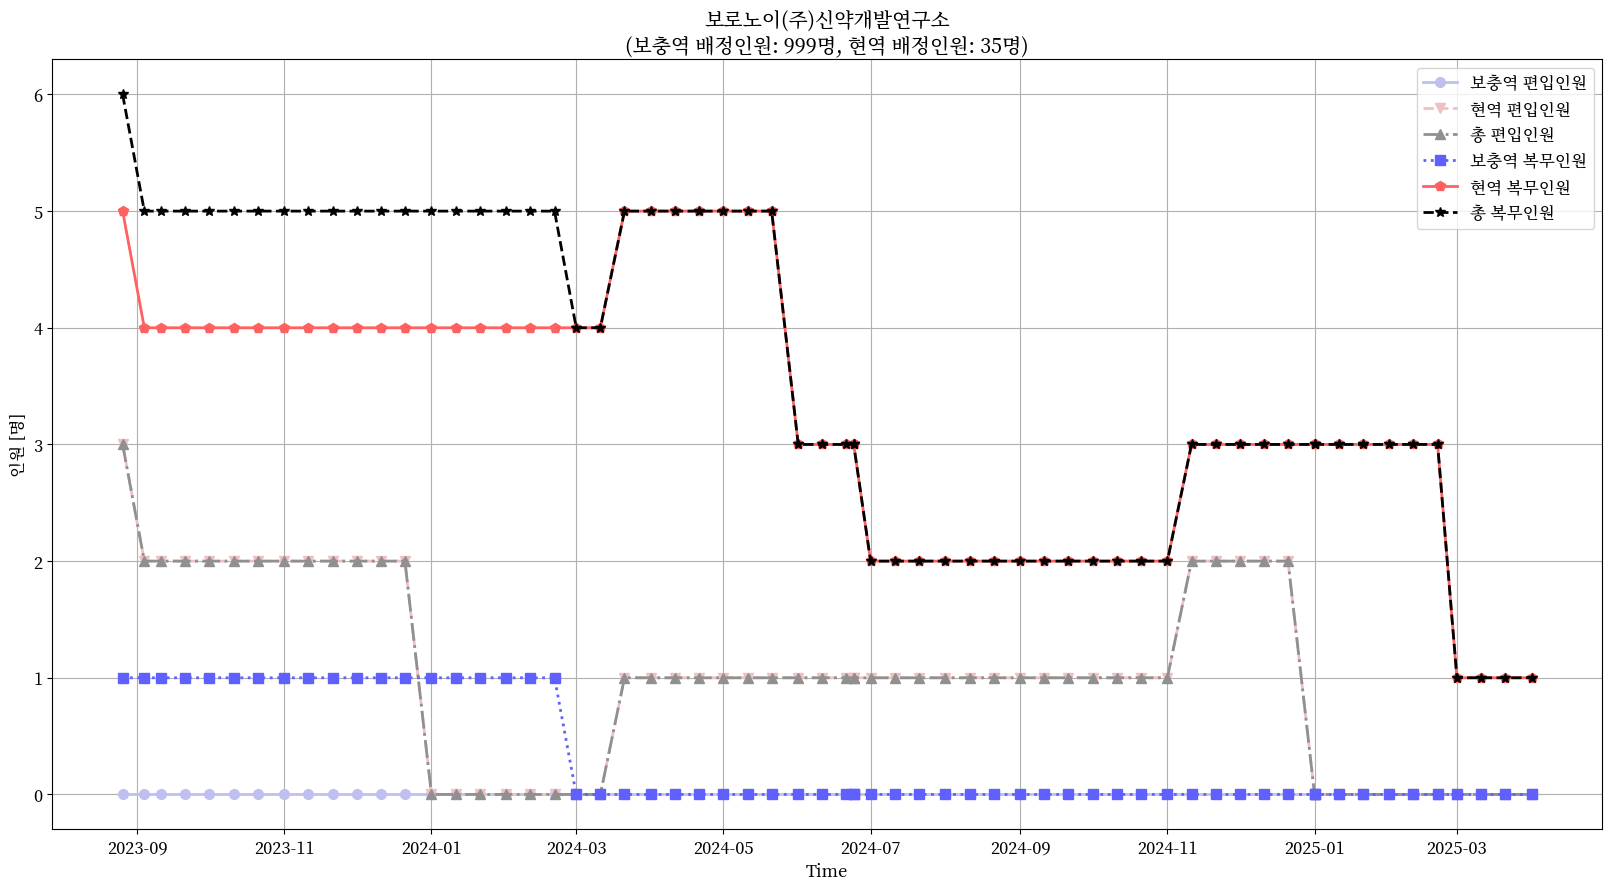 보로노이(주)신약개발연구소
(보충역 배정인원: 999명, 현역 배정인원: 35명)
보충역 편입인원
현역 편입인원
총 편입인원
보충역 복무인원
현역 복무인원
총 복무인원
인원 [명]
6
5
4
3
2
1
0
2023-09
2023-11
2024-01
2024-03
2024-05
2024-07
2024-09
2024-11
2025-01
2025-03
Time